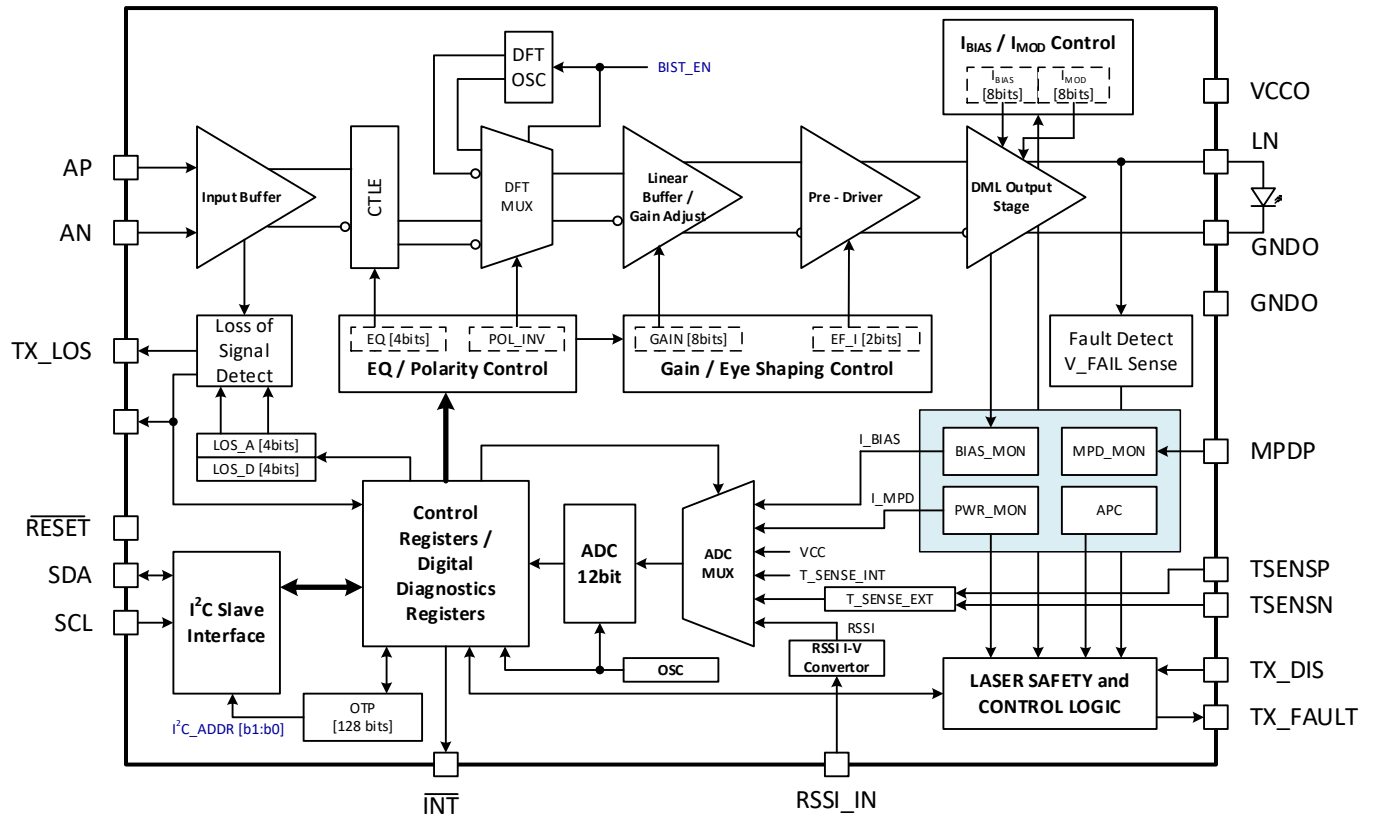 DFT
OSC
BIST_EN
I_BIAS / I_MOD Control
I_BIAS
[8bits]
I_MOD
[8bits]
VCCO
LN
AP
AN
Input Buffer
CTLE
DFT
MUX
Linear
Buffer /
Gain Adjust
Pre - Driver
DML Output
Stage
GNDO
GNDO
TX_LOS
Loss of
Signal
Detect
EQ [4bits]
POL_INV
EQ / Polarity Control
GAIN [8bits]
EF_I [2bits]
Gain / Eye Shaping Control
Fault Detect
V_FAIL Sense
LOS_A [4bits]
LOS_D [4bits]
I_BIAS
BIAS_MON
MPD_MON
MPDP
I_MPD
PWR_MON
APC
RESET
SDA
SCL
I²C Slave
Interface
Control
Registers /
Digital
Diagnostics
Registers
ADC
12bit
ADC
MUX
VCC
T_SENSE_INT
T_SENSE_EXT
TSENSP
TSENSN
RSSI
RSSI I-V
Convertor
OSC
LASER SAFETY and
CONTROL LOGIC
TX_DIS
TX_FAULT
OTP
[128 bits]
I²C_ADDR [b1:b0]
INT
RSSI_IN